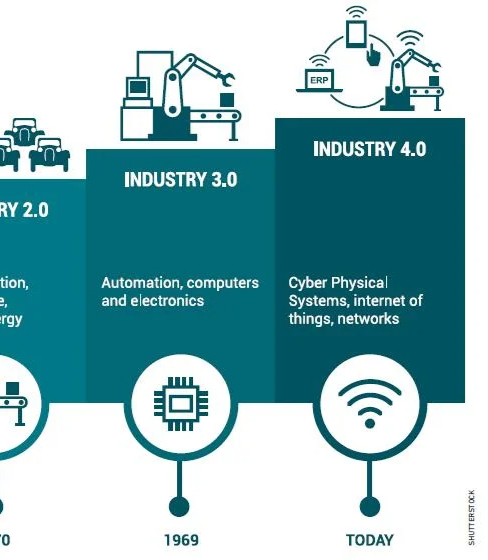 ERP
INDUSTRY 4.0
INDUSTRY 3.0
RY 2.0
tion,
e,
ergy
Automation, computers
and electronics
Cyber Physical
Systems, internet of
things, networks
70
1969
TODAY
SHUTTERSTOCK